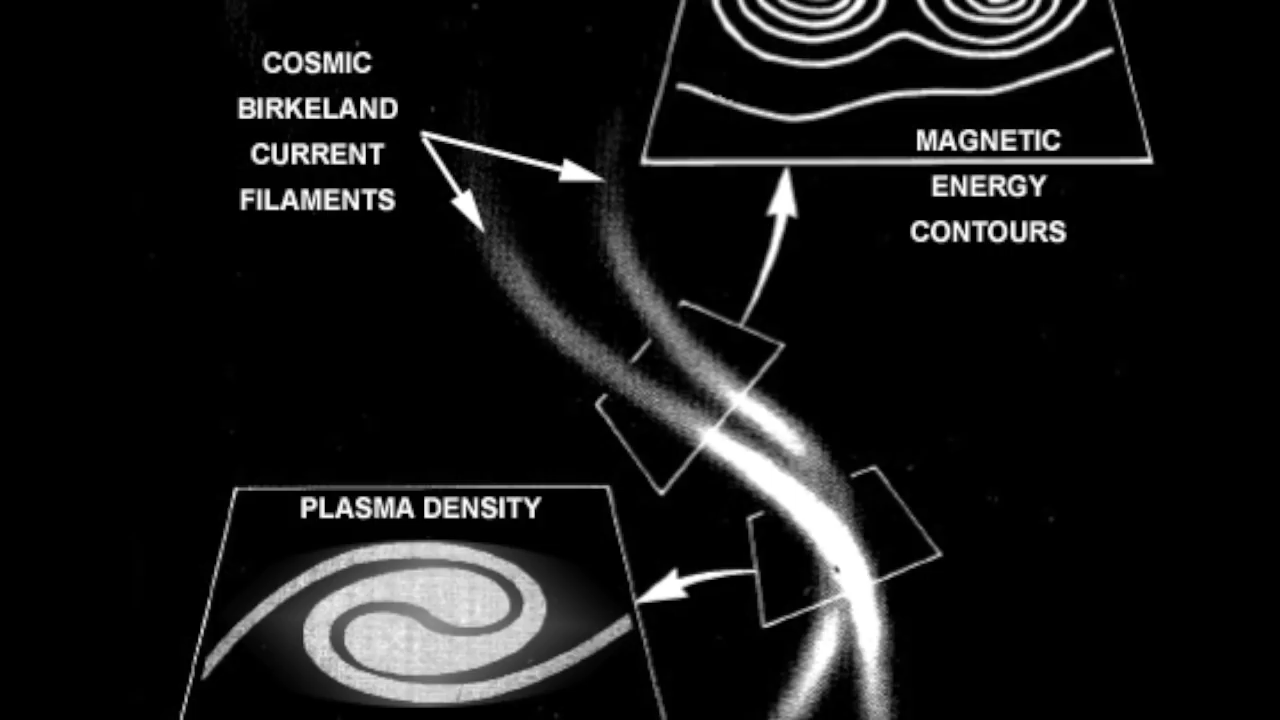 COSMIC
BIRKELAND
CURRENT
FILAMENTS
MAGNETIC
ENERGY
CONTOURS
PLASMA DENSITY